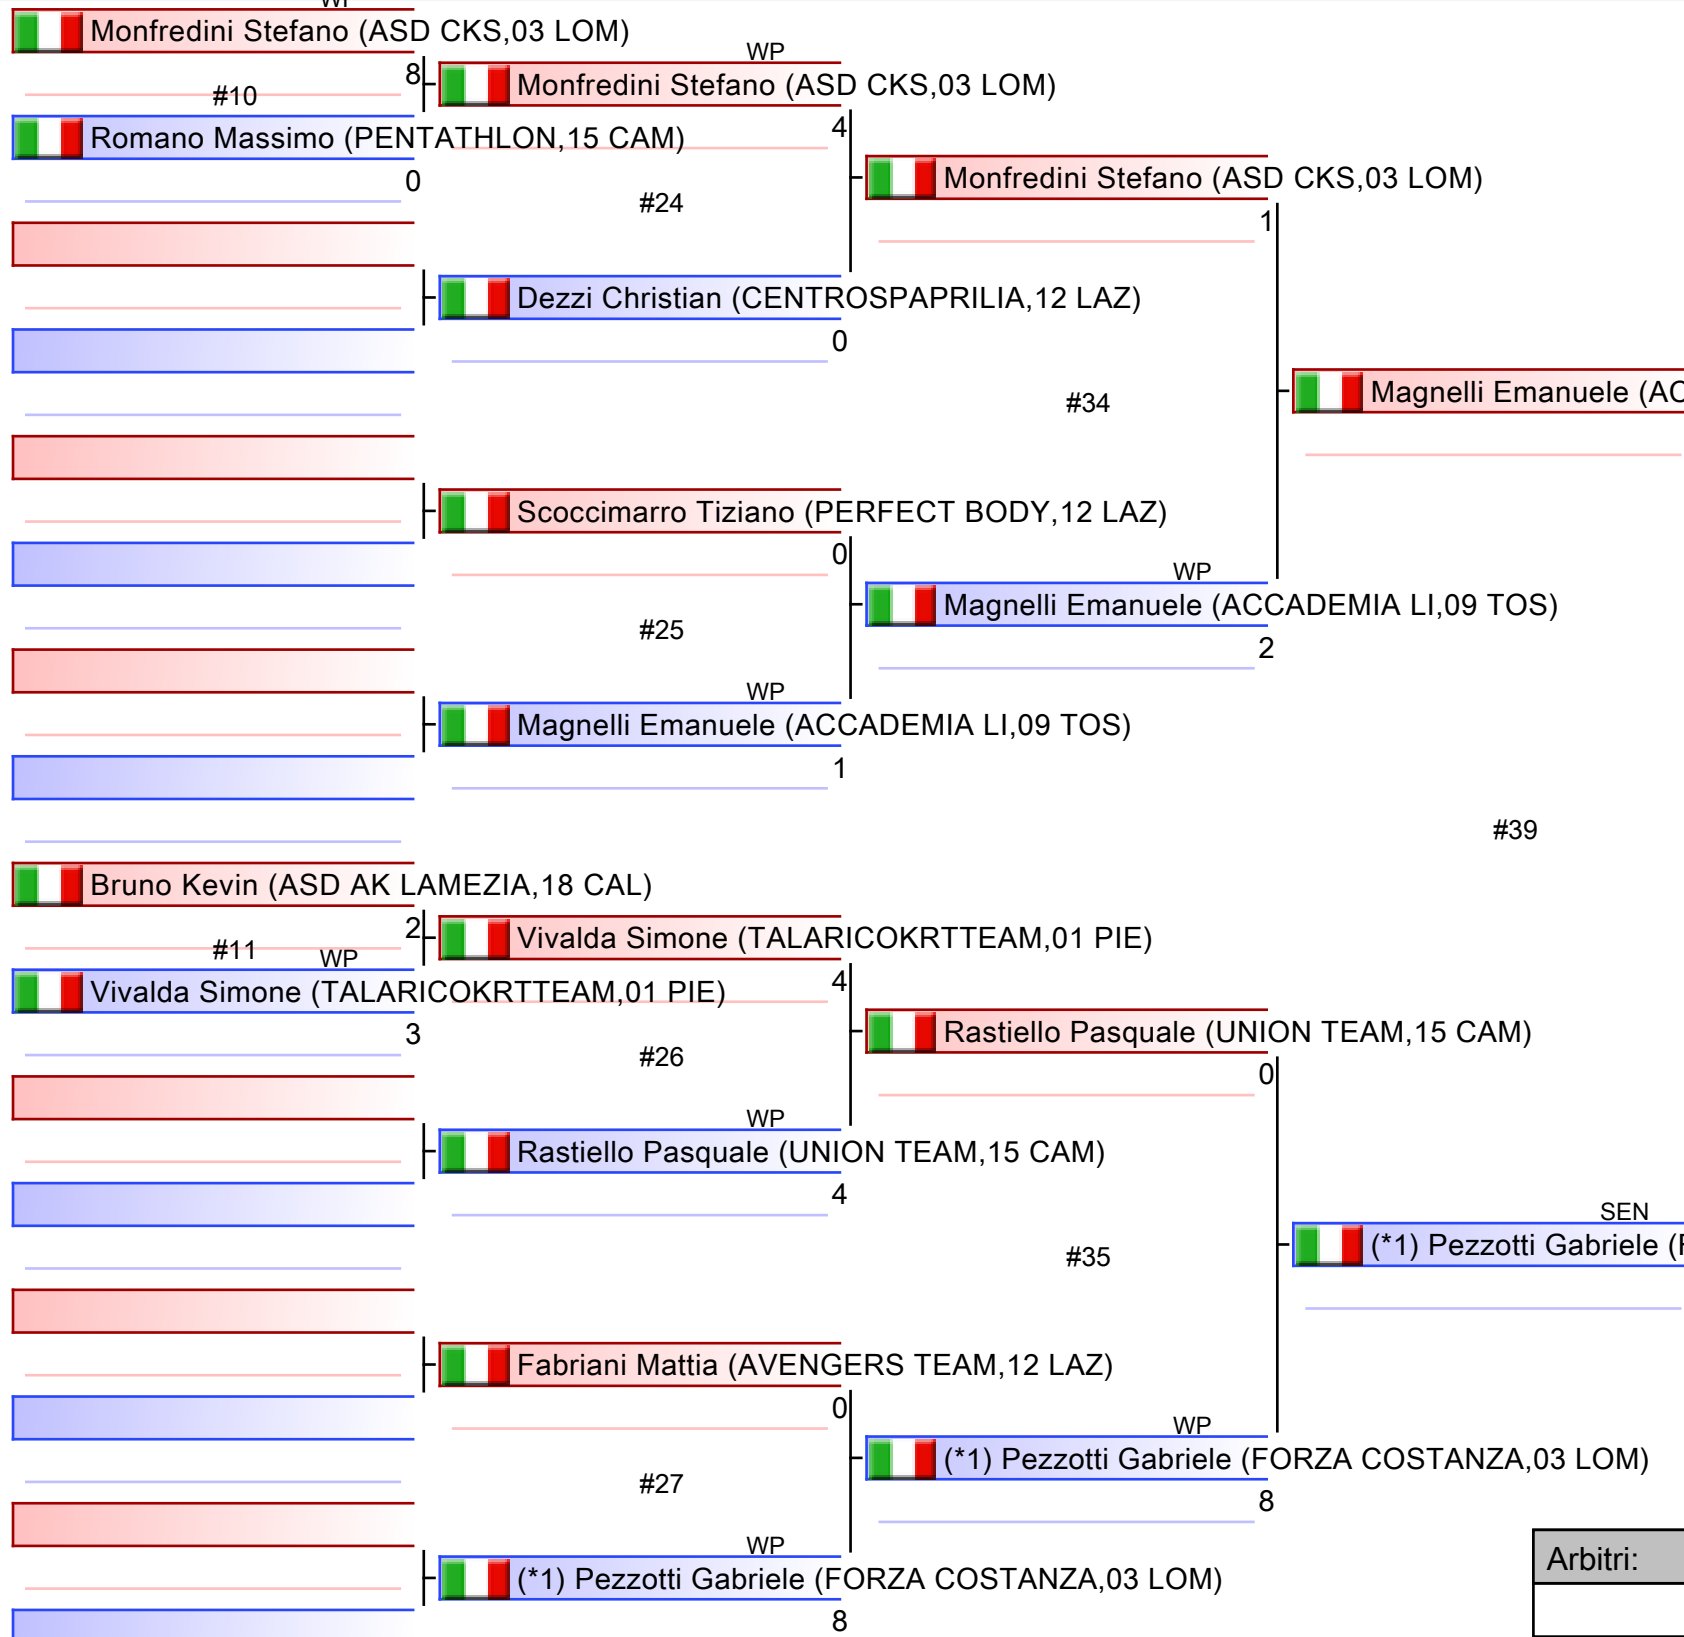 WP
Monfredini Stefano (ASD CKS,03 LOM)
8
#10
Romano Massimo (PENTATHLON,15 CAM)
0
WP
Monfredini Stefano (ASD CKS,03 LOM)
4
#24
Dezzi Christian (CENTROSPAPRILIA,12 LAZ)
0
Monfredini Stefano (ASD CKS,03 LOM)
1
#34
Magnelli Emanuele (AC
Scoccimarro Tiziano (PERFECT BODY,12 LAZ)
0
#25
WP
Magnelli Emanuele (ACCADEMIA LI,09 TOS)
1
WP
Magnelli Emanuele (ACCADEMIA LI,09 TOS)
2
#39
Bruno Kevin (ASD AK LAMEZIA,18 CAL)
2
#11
WP
Vivalda Simone (TALARICOKRTTEAM,01 PIE)
3
Vivalda Simone (TALARICOKRTTEAM,01 PIE)
4
#26
WP
Rastiello Pasquale (UNION TEAM,15 CAM)
4
Rastiello Pasquale (UNION TEAM,15 CAM)
0
#35
SEN
(*1) Pezzotti Gabriele (
Fabriani Mattia (AVENGERS TEAM,12 LAZ)
0
#27
WP
(*1) Pezzotti Gabriele (FORZA COSTANZA,03 LOM)
8
WP
(*1) Pezzotti Gabriele (FORZA COSTANZA,03 LOM)
8
Arbitri: